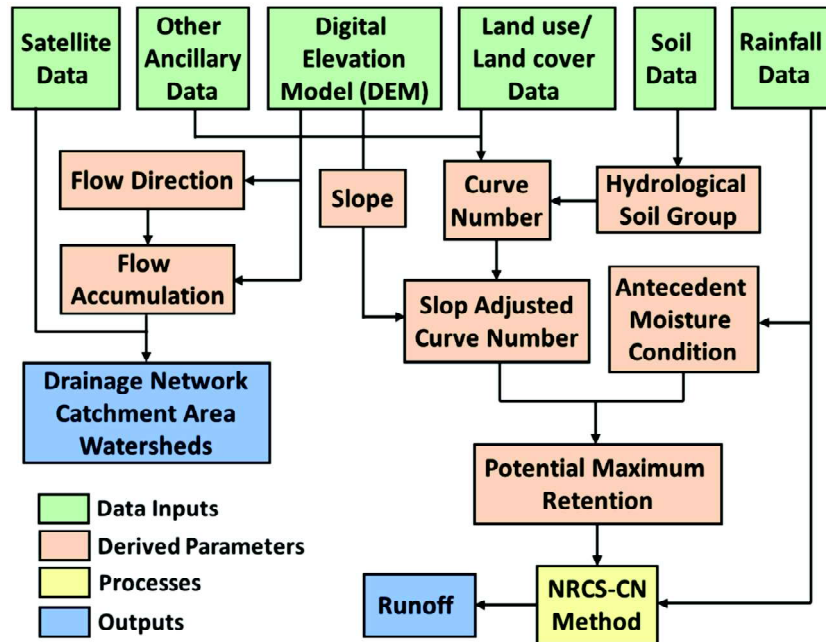 Satellite
Data
Other
Ancillary
Data
Digital
Elevation
Model (DEM)
Land use/
Land cover
Data
Soil
Data
Rainfall
Data
Flow Direction
Slope
Curve
Number
Hydrological
Soil Group
Flow
Accumulation
Slop Adjusted
Curve Number
Antecedent
Moisture
Condition
Drainage Network
Catchment Area
Watersheds
Potential Maximum
Retention
Data Inputs
Derived Parameters
Processes
Outputs
Runoff
NRCS-CN
Method